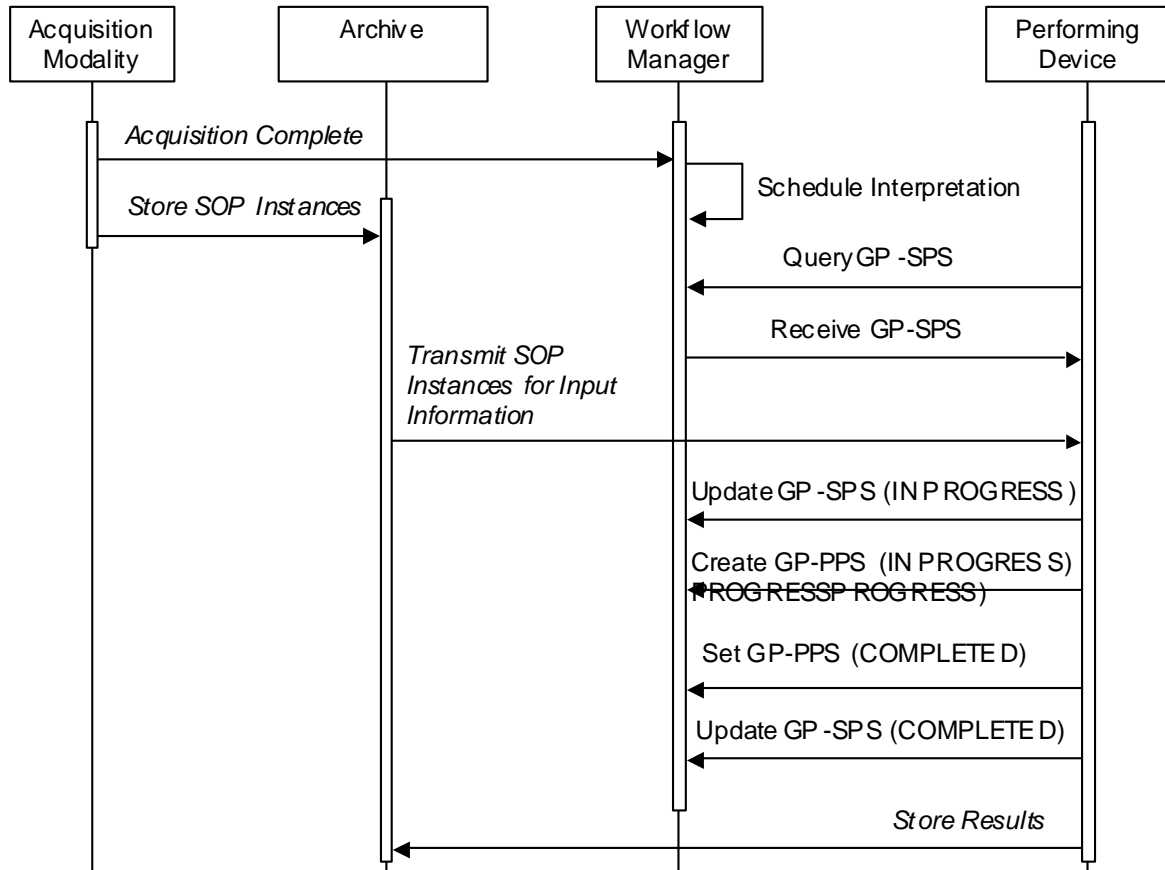 Acquisition
Modality
Archive
Workflow
Manager
Performing
Device
Acquisition Complete
Schedule Interpretation
Store SOP Instances
Query GP-SPS
Receive GP-SPS
Transmit SOP
Instances for Input
Information
Update GP-SPS (IN PROGRESS)
Create GP-PPS (IN PROGRESS)
PROGRESSPROGRESS)
Set GP-PPS (COMPLETED)
Update GP-SPS (COMPLETED)
Store Results